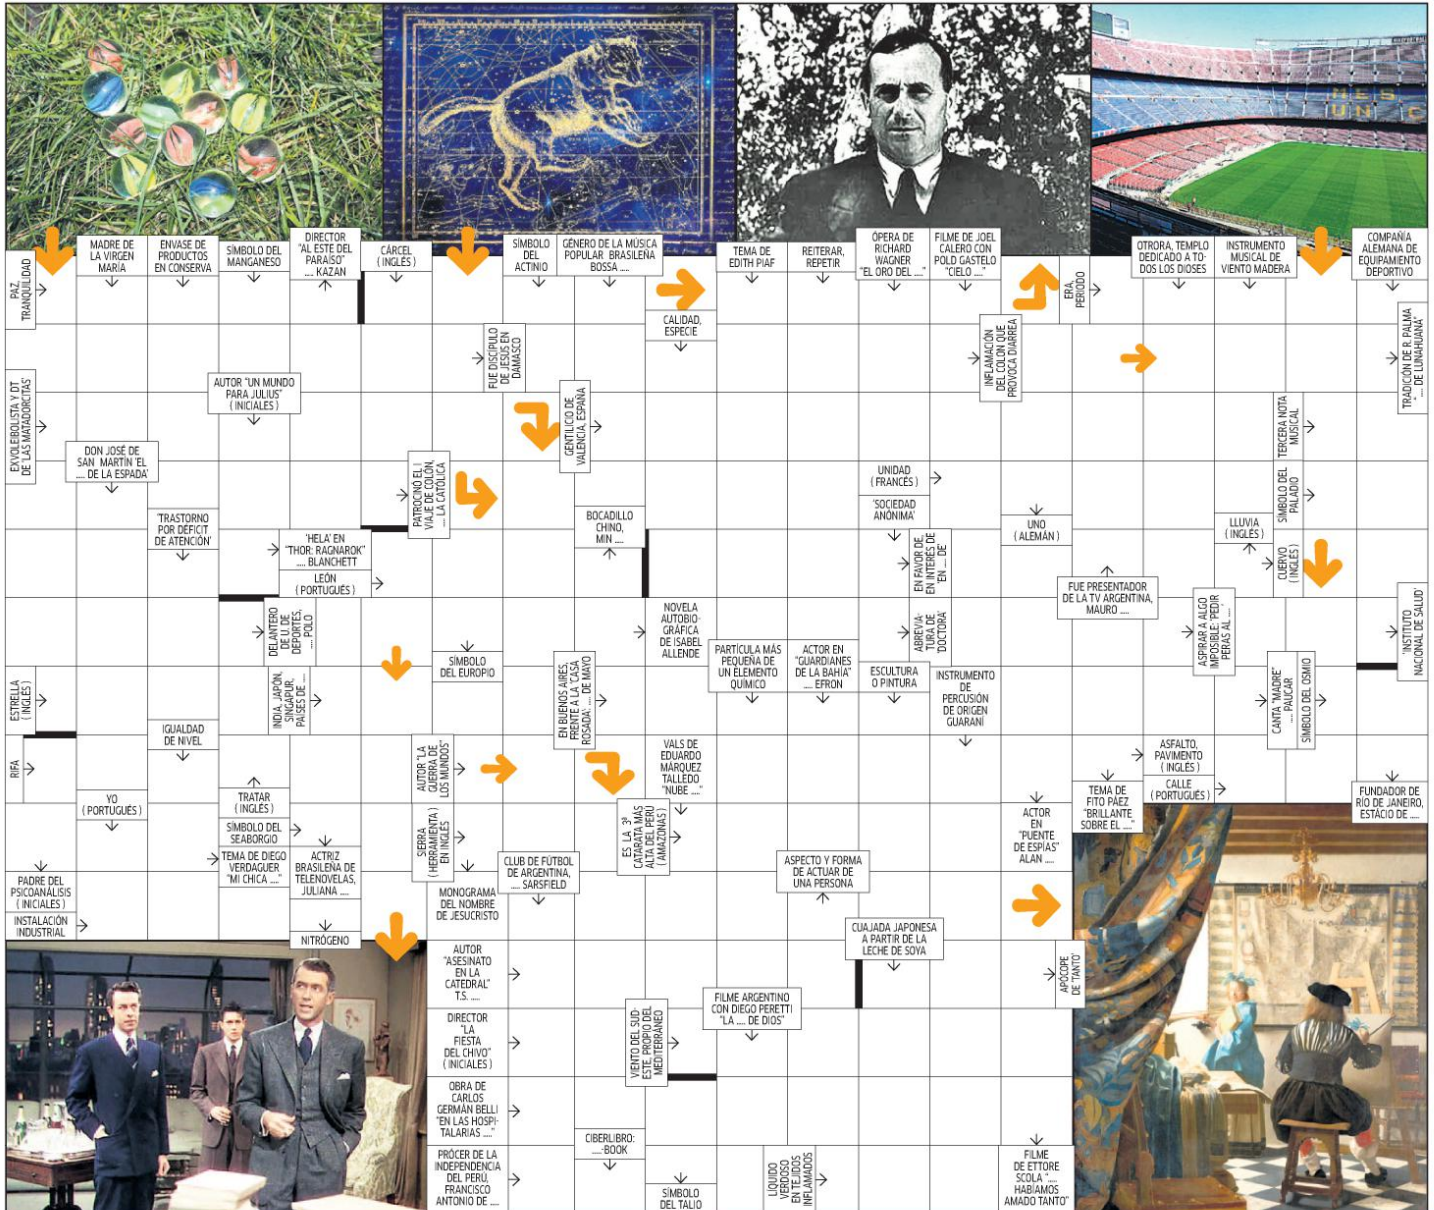 MES
UN C
MADRE DE
LA VIRGEN
MARÍA
ENVASE DE
PRODUCTOS
EN CONSERVA
SÍMBOLO DEL
MANGANESO
DIRECTOR
"AL ESTE DEL
PARAÍSO"
.... KAZAN
CÁRCEL
(INGLÉS)
SÍMBOLO
DEL
ACTINIO
GÉNERO DE LA MÚSICA
POPULAR BRASILEÑA
BOSSA .....
TEMA DE
EDITH PIAF
REITERAR,
REPETIR
ÓPERA DE
RICHARD
WAGNER
"EL ORO DEL ...."
FILME DE JOEL
CALERO CON
POLD GASTELO
"CIELO ...."
ERA,
PERIODO
OTRORA, TEMPLO
DEDICADO A TO-
DOS LOS DIOSES
INSTRUMENTO
MUSICAL DE
VIENTO MADERA
COMPAÑÍA
ALEMANA DE
EQUIPAMIENTO
DEPORTIVO
PAZ,
TRANQUILIDAD
CALIDAD,
ESPECIE
FUE DISCÍPULO
DE JESÚS EN
DAMASCO
INFLAMACIÓN
DEL COLON QUE
PROVOCA DIARREA
TRADICIÓN DE R. PALMA
".... DE LUNAHUANÁ"
EXVOLEIBOLISTA Y DT
DE 'LAS MATADORCITAS'
AUTOR "UN MUNDO
PARA JULIUS"
(INICIALES)
GENTILICIO DE
VALENCIA, ESPAÑA
TERCERA NOTA
MUSICAL
DON JOSÉ DE
SAN MARTÍN 'EL
.... DE LA ESPADA'
PATROCINÓ EL I
VIAJE DE COLÓN,
.... LA CATÓLICA
UNIDAD
(FRANCÉS)
'SOCIEDAD
ANÓNIMA'
SÍMBOLO DEL
PALADIO
'TRASTORNO
POR DÉFICIT
DE ATENCIÓN'
BOCADILLO
CHINO,
MIN .....
UNO
(ALEMÁN)
LLUVIA
(INGLÉS)
'HELA' EN
"THOR: RAGNAROK"
..... BLANCHETT
LEÓN
(PORTUGUÉS)
EN FAVOR DE,
EN INTERÉS DE
'EN .... DE'
CUERVO
(INGLÉS)
FUE PRESENTADOR
DE LA TV ARGENTINA,
MAURO .....
DELANTERO
DE U. DE
DEPORTES,
.... POLO
NOVELA
AUTOBIO-
GRÁFICA
DE ISABEL
ALLENDE
ABREVIA-
TURA DE
'DOCTORA'
ASPIRAR A ALGO
IMPOSIBLE: 'PEDIR
PERAS AL ....'
'INSTITUTO
NACIONAL DE SALUD'
SÍMBOLO
DEL EUROPIO
PARTÍCULA MÁS
PEQUEÑA DE
UN ELEMENTO
QUÍMICO
ACTOR EN
"GUARDIANES
DE LA BAHÍA"
.... EFRON
ESCULTURA
O PINTURA
INSTRUMENTO
DE
PERCUSIÓN
DE ORIGEN
GUARANÍ
ESTRELLA
(INGLÉS)
INDIA, JAPÓN,
SINGAPUR,
PAÍSES DE ....
EN BUENOS AIRES,
FRENTE A LA 'CASA
ROSADA': .... DE MAYO
CANTA "MADRE"
.... PAUCAR
SÍMBOLO DEL OSMIO
RIFA
IGUALDAD
DE NIVEL
AUTOR "LA
GUERRA DE
LOS MUNDOS"
VALS DE
EDUARDO
MÁRQUEZ
TALLEDO
"NUBE ....."
ASFALTO,
PAVIMENTO
(INGLÉS)
CALLE
(PORTUGUÉS)
TEMA DE
FITO PÁEZ
"BRILLANTE
SOBRE EL ...."
FUNDADOR DE
RÍO DE JANEIRO,
ESTÁCIO DE .....
YO
(PORTUGUÉS)
TRATAR
(INGLÉS)
SÍMBOLO DEL
SEABORGIO
TEMA DE DIEGO
VERDAGUER
"MI CHICA ....."
ACTRIZ
BRASILEÑA DE
TELENOVELAS,
JULIANA .....
NITRÓGENO
SIERRA
(HERRAMIENTA)
EN INGLÉS
ES LA 3ª
CATARATA MÁS
ALTA DEL PERÚ
(AMAZONAS)
ACTOR
EN
"PUENTE
DE ESPÍAS"
ALAN .....
PADRE DEL
PSICOANÁLISIS
(INICIALES)
INSTALACIÓN
INDUSTRIAL
MONOGRAMA
DEL NOMBRE
DE JESUCRISTO
CLUB DE FÚTBOL
DE ARGENTINA,
..... SARSFIELD
ASPECTO Y FORMA
DE ACTUAR DE
UNA PERSONA
CUAJADA JAPONESA
A PARTIR DE LA
LECHE DE SOYA
AUTOR
"ASESINATO
EN LA
CATEDRAL"
T.S. .....
APÓCOPE
DE 'TANTO'
DIRECTOR
"LA
FIESTA
DEL CHIVO"
(INICIALES)
VIENTO DEL SUD-
ESTE, PROPIO DEL
MEDITERRÁNEO
FILME ARGENTINO
CON DIEGO PERETTI
"LA .... DE DIOS"
OBRA DE
CARLOS
GERMÁN BELLI
"EN LAS HOSPI-
TALARIAS ....."
CIBERLIBRO:
....-BOOK
PRÓCER DE LA
INDEPENDENCIA
DEL PERÚ,
FRANCISCO
ANTONIO DE ....
SÍMBOLO
DEL TALIO
LÍQUIDO
VERDOSO
EN TEJIDOS
INFLAMADOS
FILME
DE ETTORE
SCOLA ".....
HABÍAMOS
AMADO TANTO"